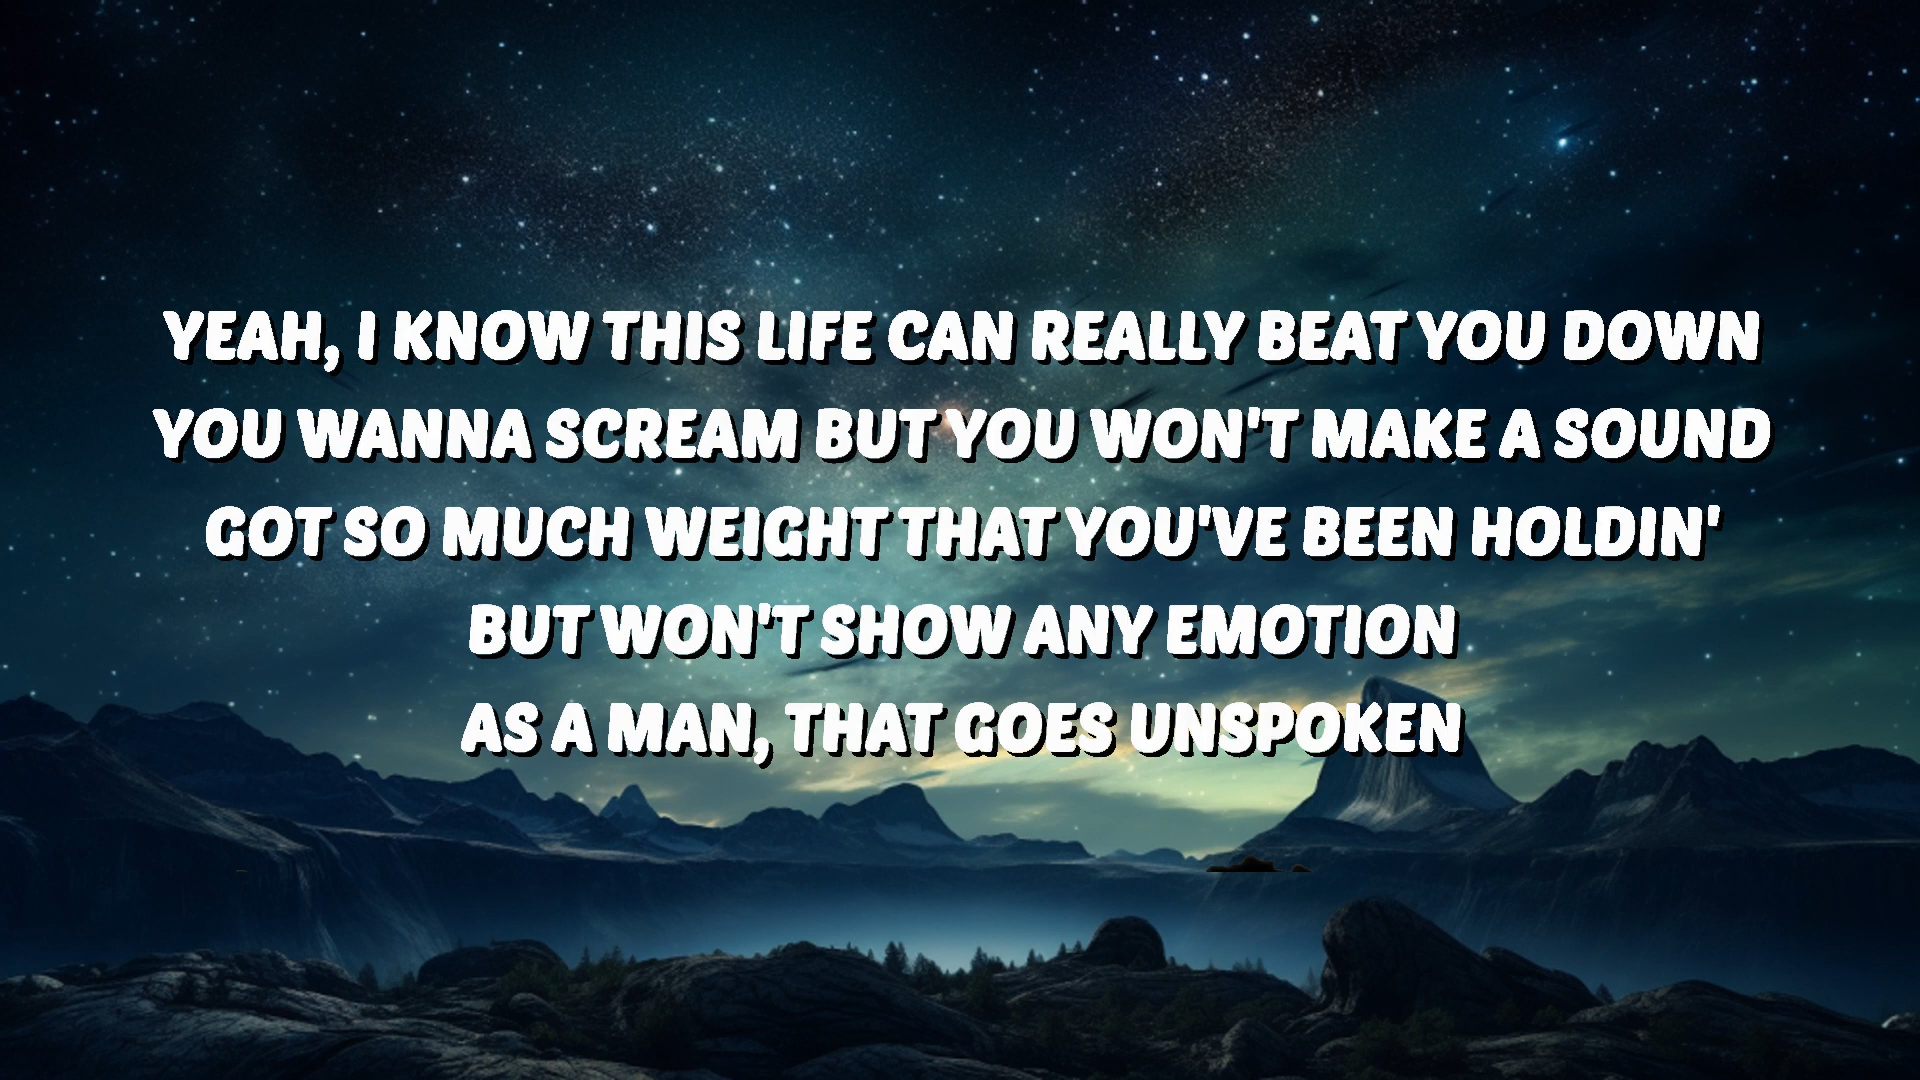 YEAH, I KNOW THIS LIFE CAN REALLY BEAT YOU DOWN
YOU WANNA SCREAM BUT YOU WON'T MAKE A SOUND
GOT SO MUCH WEIGHT THAT YOU'VE BEEN HOLDIN'
BUT WON'T SHOW ANY EMOTION
AS A MAN, THAT GOES UNSPOKEN